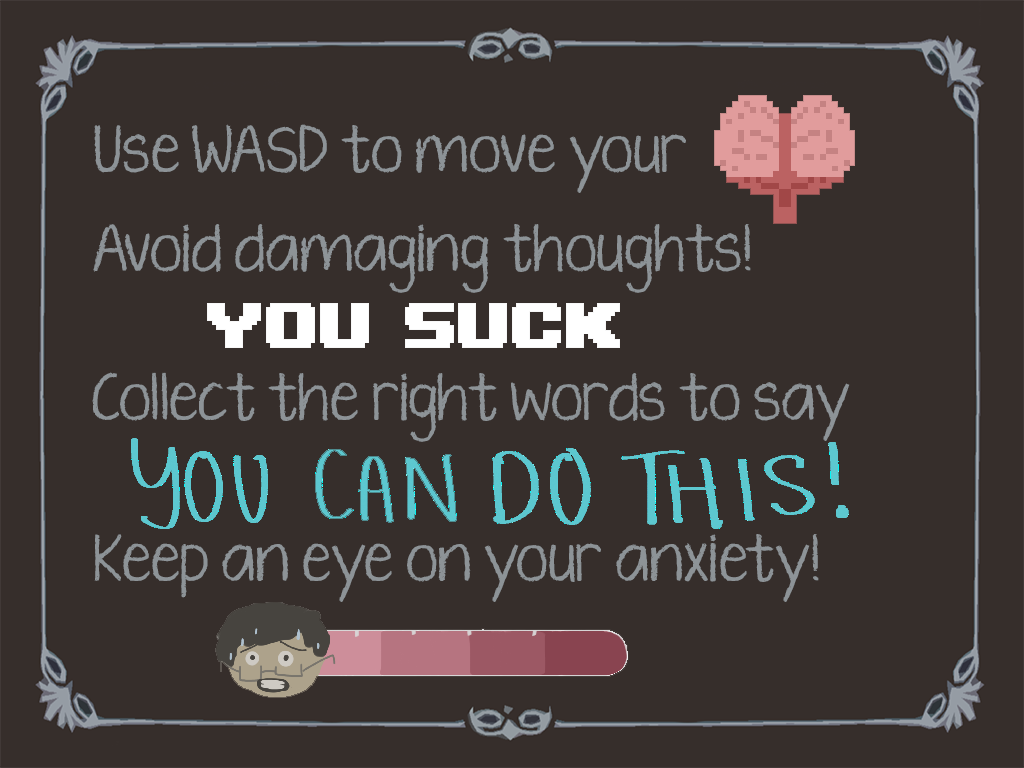 Use WASD to move your
Avoid damaging thoughts!
YOU SUCK
Collect the right words to say
YOU CAN DO THIS!
Keep an eye on your anxiety!